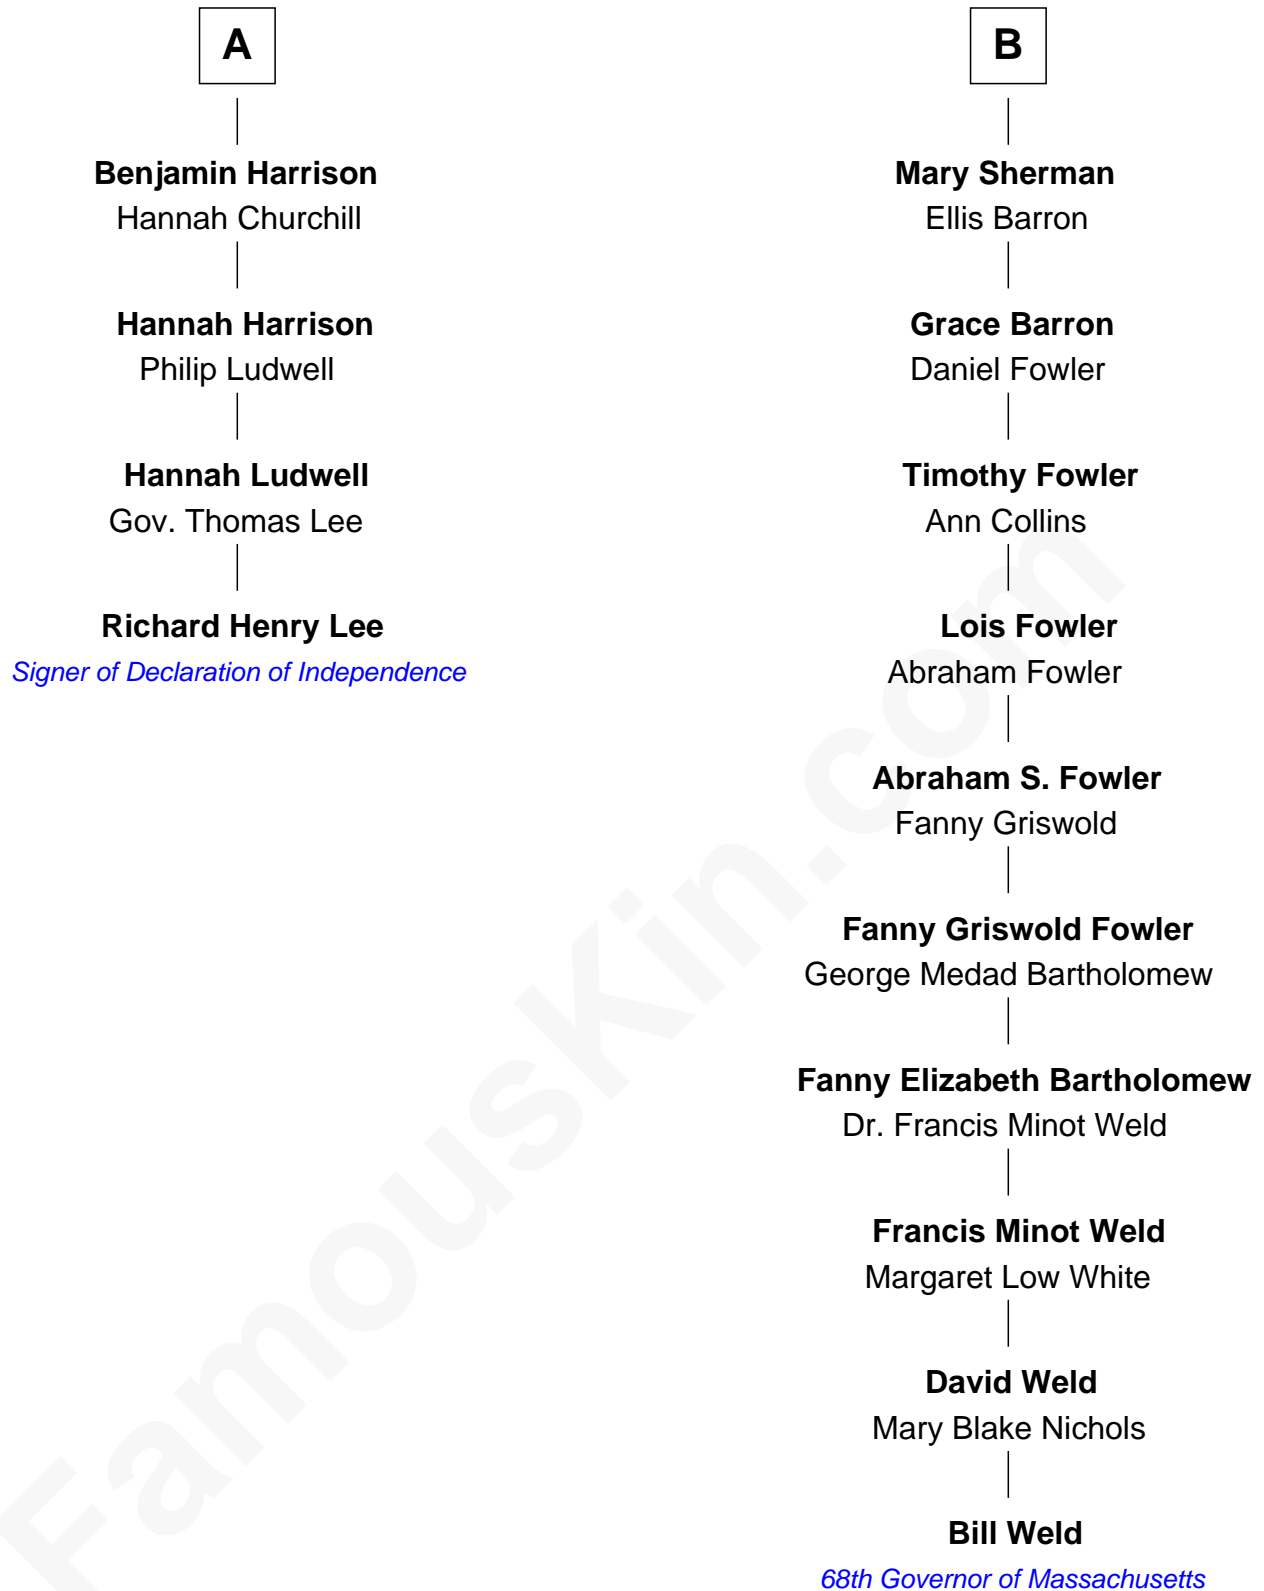 A
Benjamin Harrison
Hannah Churchill
Hannah Harrison
Philip Ludwell
Hannah Ludwell
Gov. Thomas Lee
Richard Henry Lee
Signer of Declaration of Independence
B
Mary Sherman
Ellis Barron
Grace Barron
Daniel Fowler
Timothy Fowler
Ann Collins
Lois Fowler
Abraham Fowler
Abraham S. Fowler
Fanny Griswold
Fanny Griswold Fowler
George Medad Bartholomew
Fanny Elizabeth Bartholomew
Dr. Francis Minot Weld
Francis Minot Weld
Margaret Low White
David Weld
Mary Blake Nichols
Bill Weld
68th Governor of Massachusetts
FamousKin.com